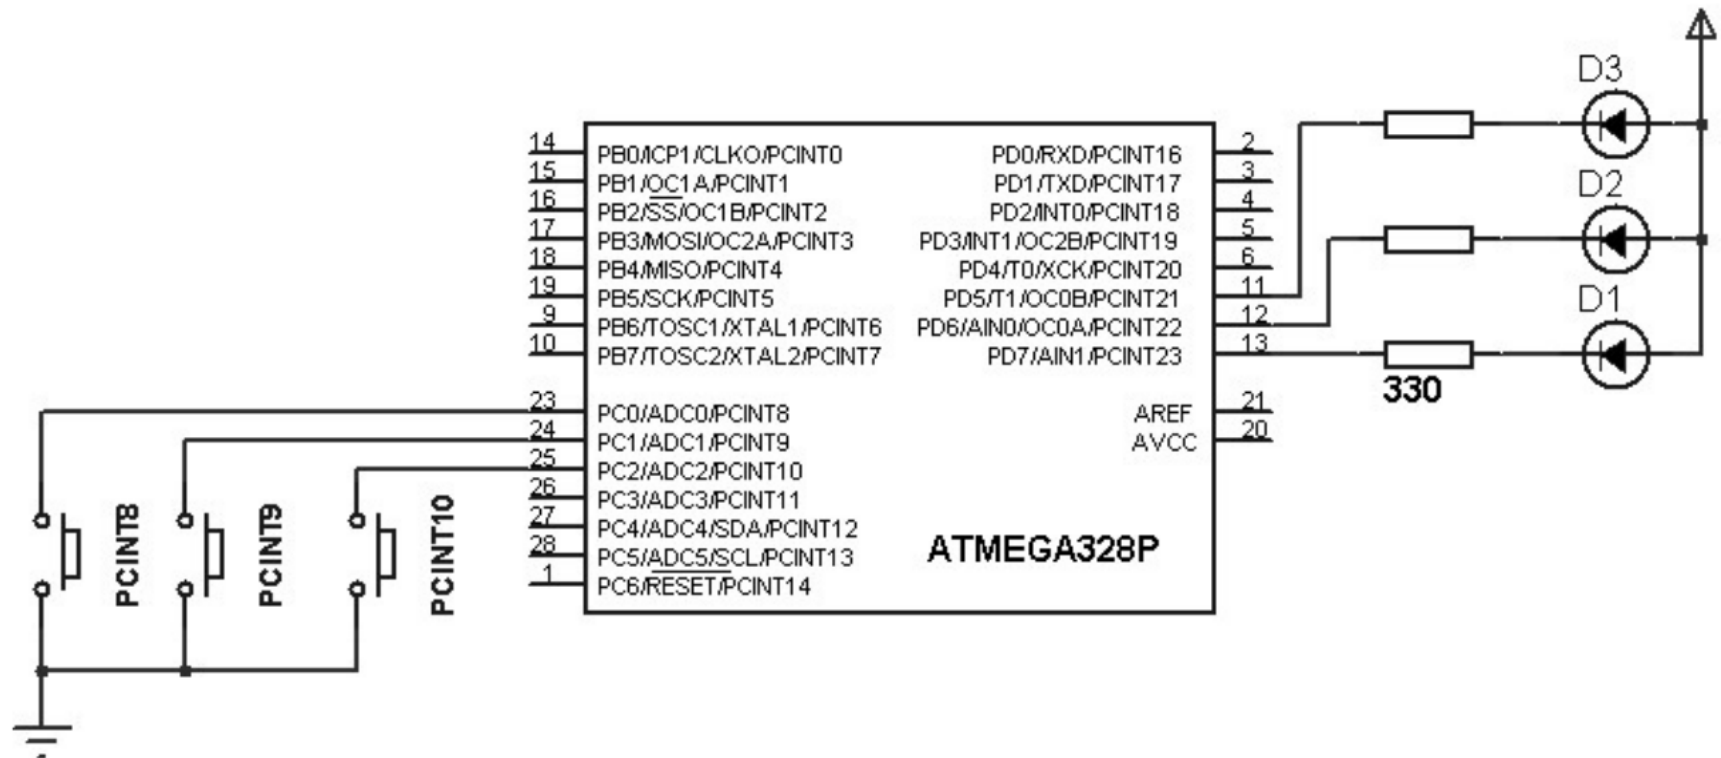 D3
14 PB0/ICP1/CLKO/PCINT0 PD0/RXD/PCINT16 2
15 PB1/OC1A/PCINT1 PD1/TXD/PCINT17 3
D2
16 PB2/SS/OC1B/PCINT2 PD2/INT0/PCINT18 4
17 PB3/MOSI/OC2A/PCINT3 PD3/INT1/OC2B/PCINT19 5
18 PB4/MISO/PCINT4 PD4/T0/XCK/PCINT20 6
19 PB5/SCK/PCINT5 PD5/T1/OC0B/PCINT21 11
D1
9 PB6/TOSC1/XTAL1/PCINT6 PD6/AIN0/OC0A/PCINT22 12
10 PB7/TOSC2/XTAL2/PCINT7 PD7/AIN1/PCINT23 13
330
23 PC0/ADC0/PCINT8 AREF 21
24 PC1/ADC1/PCINT9 AVCC 20
25 PC2/ADC2/PCINT10
26 PC3/ADC3/PCINT11
27 PC4/ADC4/SDA/PCINT12
28 PC5/ADC5/SCL/PCINT13
1 PC6/RESET/PCINT14
ATMEGA328P
PCINT8
PCINT9
PCINT10